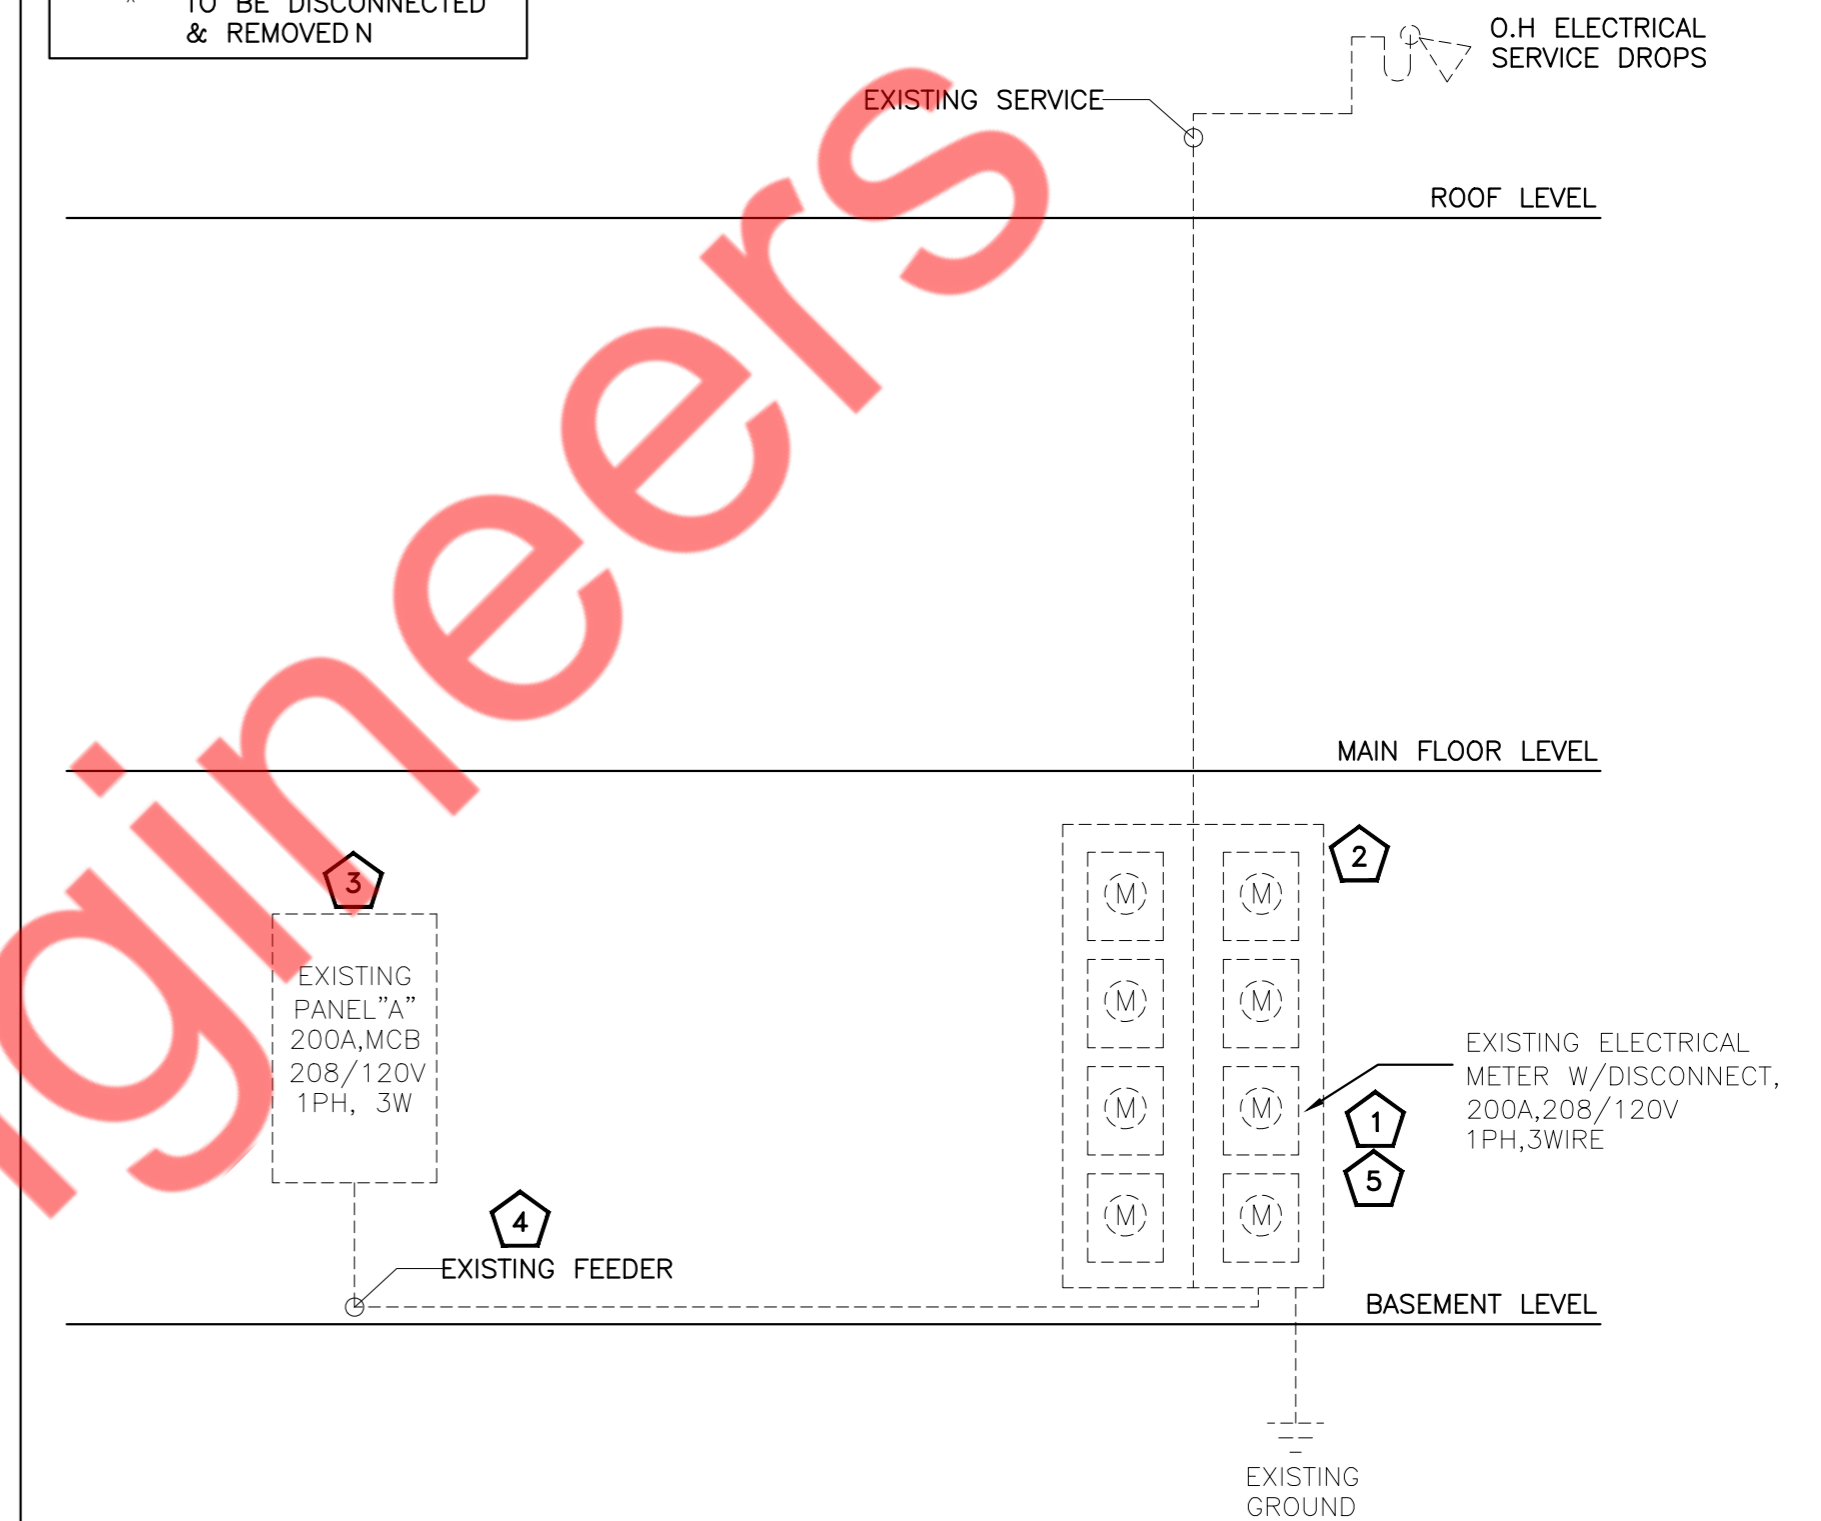 TO BE DISCONNECTED
& REMOVED N
O.H ELECTRICAL
SERVICE DROPS
EXISTING SERVICE
ROOF LEVEL
MAIN FLOOR LEVEL
2
3
M M
EXISTING
PANEL"A"
200A,MCB
208/120V
1PH, 3W
M M
EXISTING ELECTRICAL
METER W/DISCONNECT,
200A,208/120V
1PH,3WIRE
M M
1
5
4
M M
EXISTING FEEDER
BASEMENT LEVEL
EXISTING
GROUND
gineers